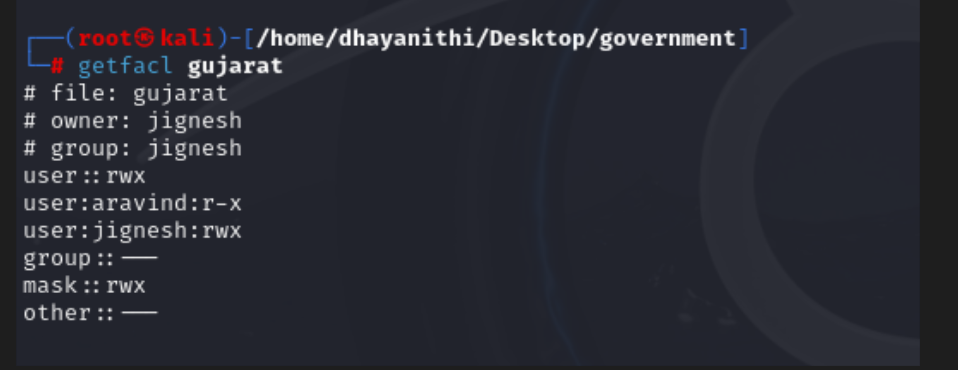 ┌──(root㉿kali)-[/home/dhayanithi/Desktop/government]
└─# getfacl gujarat
# file: gujarat
# owner: jignesh
# group: jignesh
user::rwx
user:aravind:r-x
user:jignesh:rwx
group::---
mask::rwx
other::---